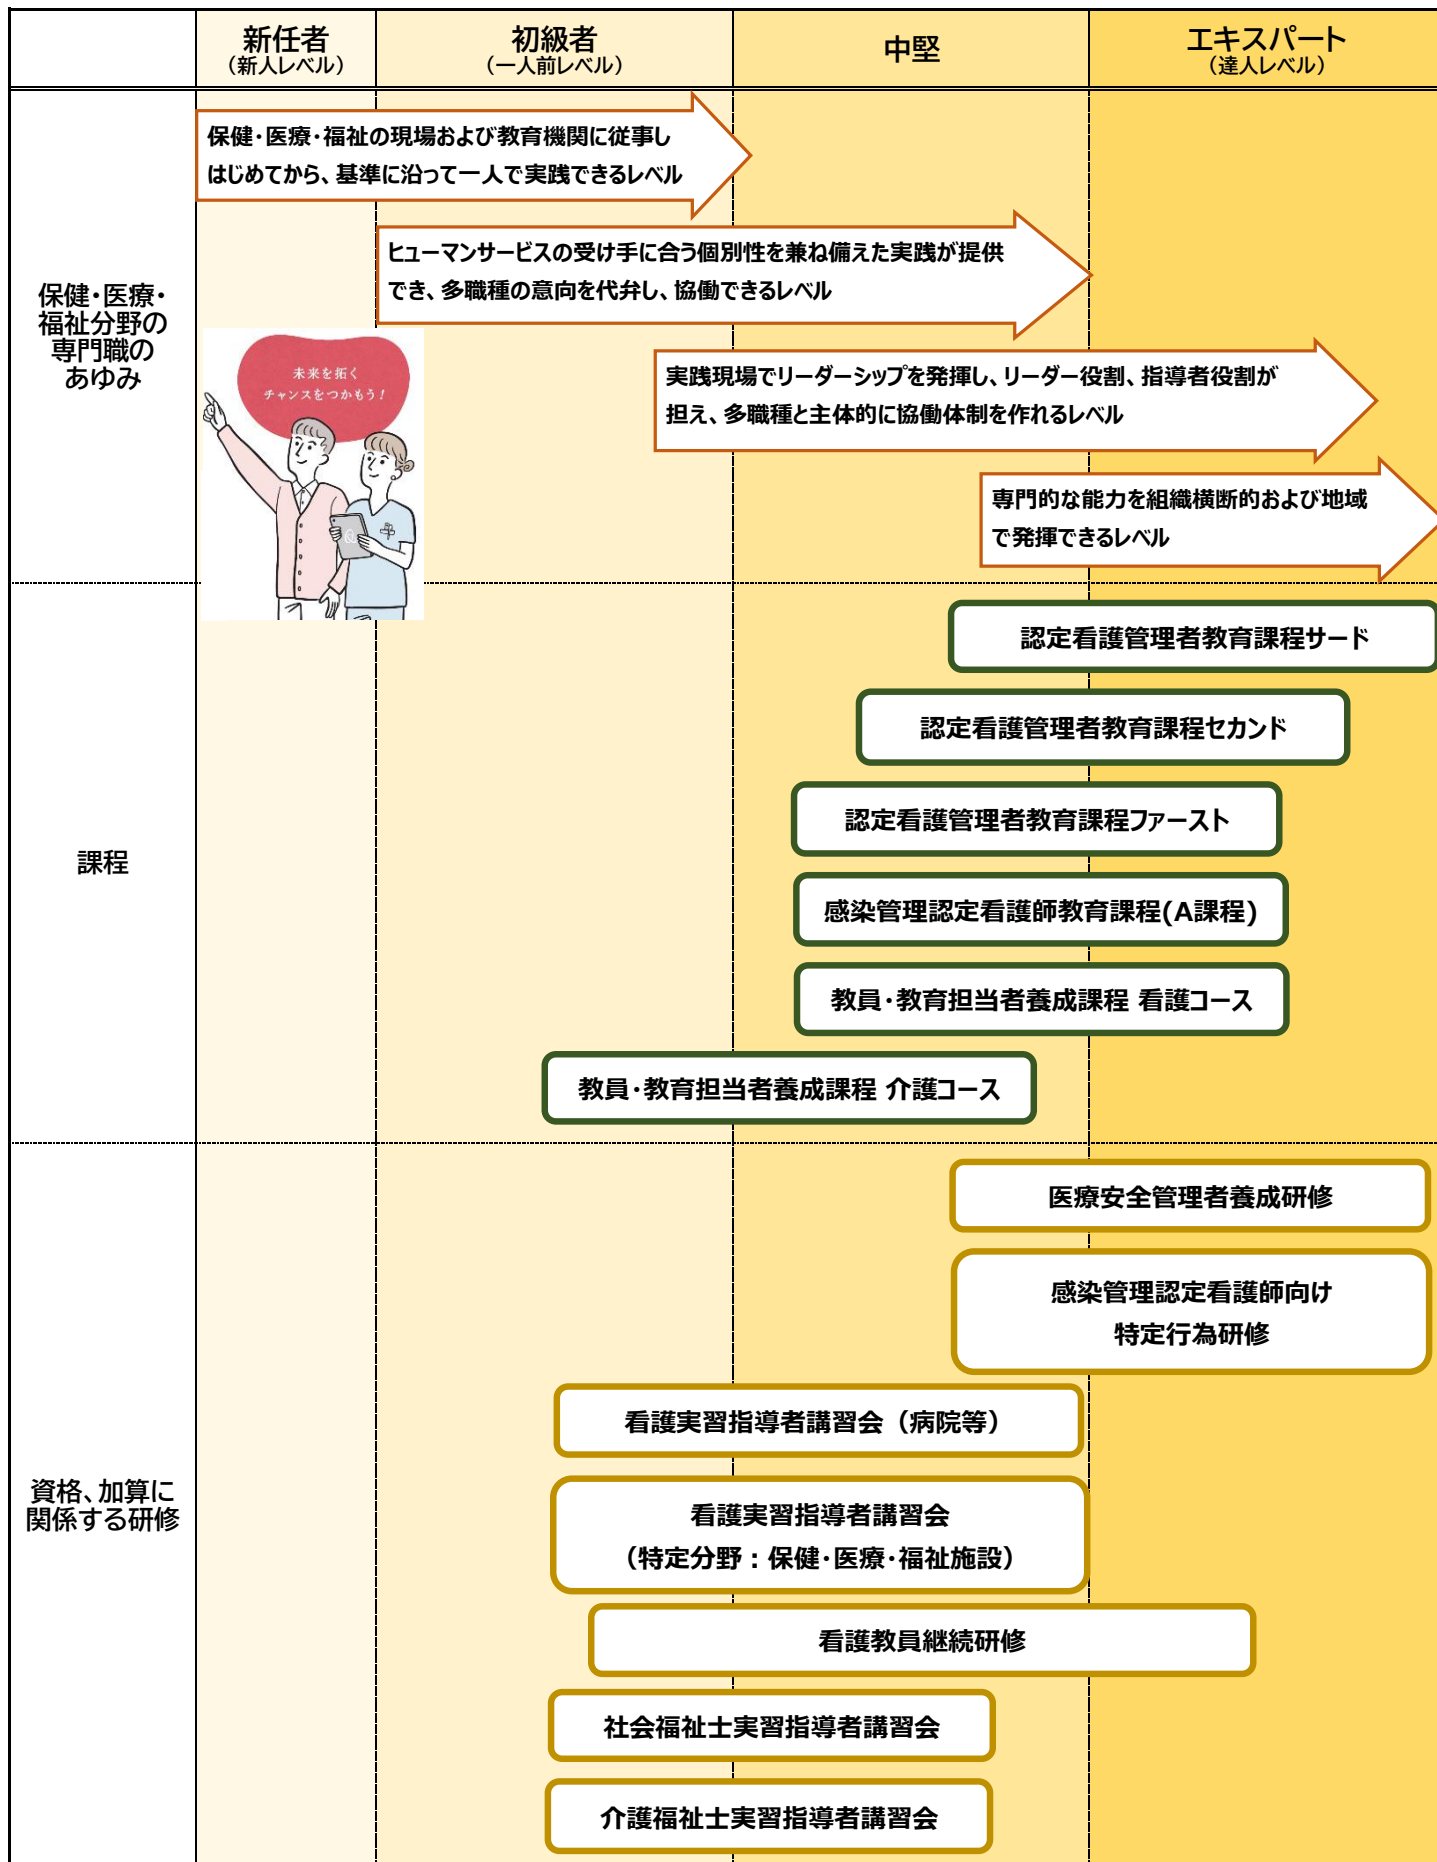 新任者
（新人レベル）
初級者
（一人前レベル）
中堅
エキスパート
（達人レベル）
保健・医療・
福祉分野の
専門職の
あゆみ
保健・医療・福祉の現場および教育機関に従事し
はじめてから、基準に沿って一人で実践できるレベル
ヒューマンサービスの受け手に合う個別性を兼ね備えた実践が提供
でき、多職種の意向を代弁し、協働できるレベル
未来を拓く
チャンスをつかもう！
実践現場でリーダーシップを発揮し、リーダー役割、指導者役割が
担え、多職種と主体的に協働体制を作れるレベル
専門的な能力を組織横断的および地域
で発揮できるレベル
課程
認定看護管理者教育課程サード
認定看護管理者教育課程セカンド
認定看護管理者教育課程ファースト
感染管理認定看護師教育課程(A課程)
教員・教育担当者養成課程 看護コース
教員・教育担当者養成課程 介護コース
資格、加算に
関係する研修
医療安全管理者養成研修
感染管理認定看護師向け
特定行為研修
看護実習指導者講習会（病院等）
看護実習指導者講習会
（特定分野：保健・医療・福祉施設）
看護教員継続研修
社会福祉士実習指導者講習会
介護福祉士実習指導者講習会